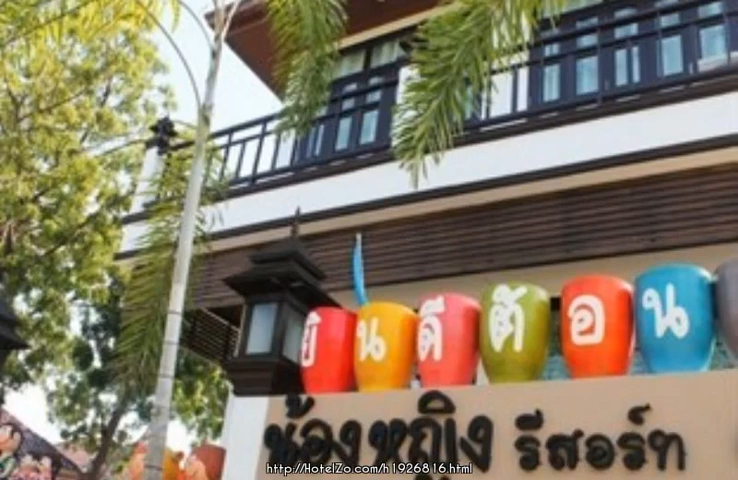 ยินดีต้อน
น้องหญิง รีสอร์ท
http://HotelZo.com/h1926816.html